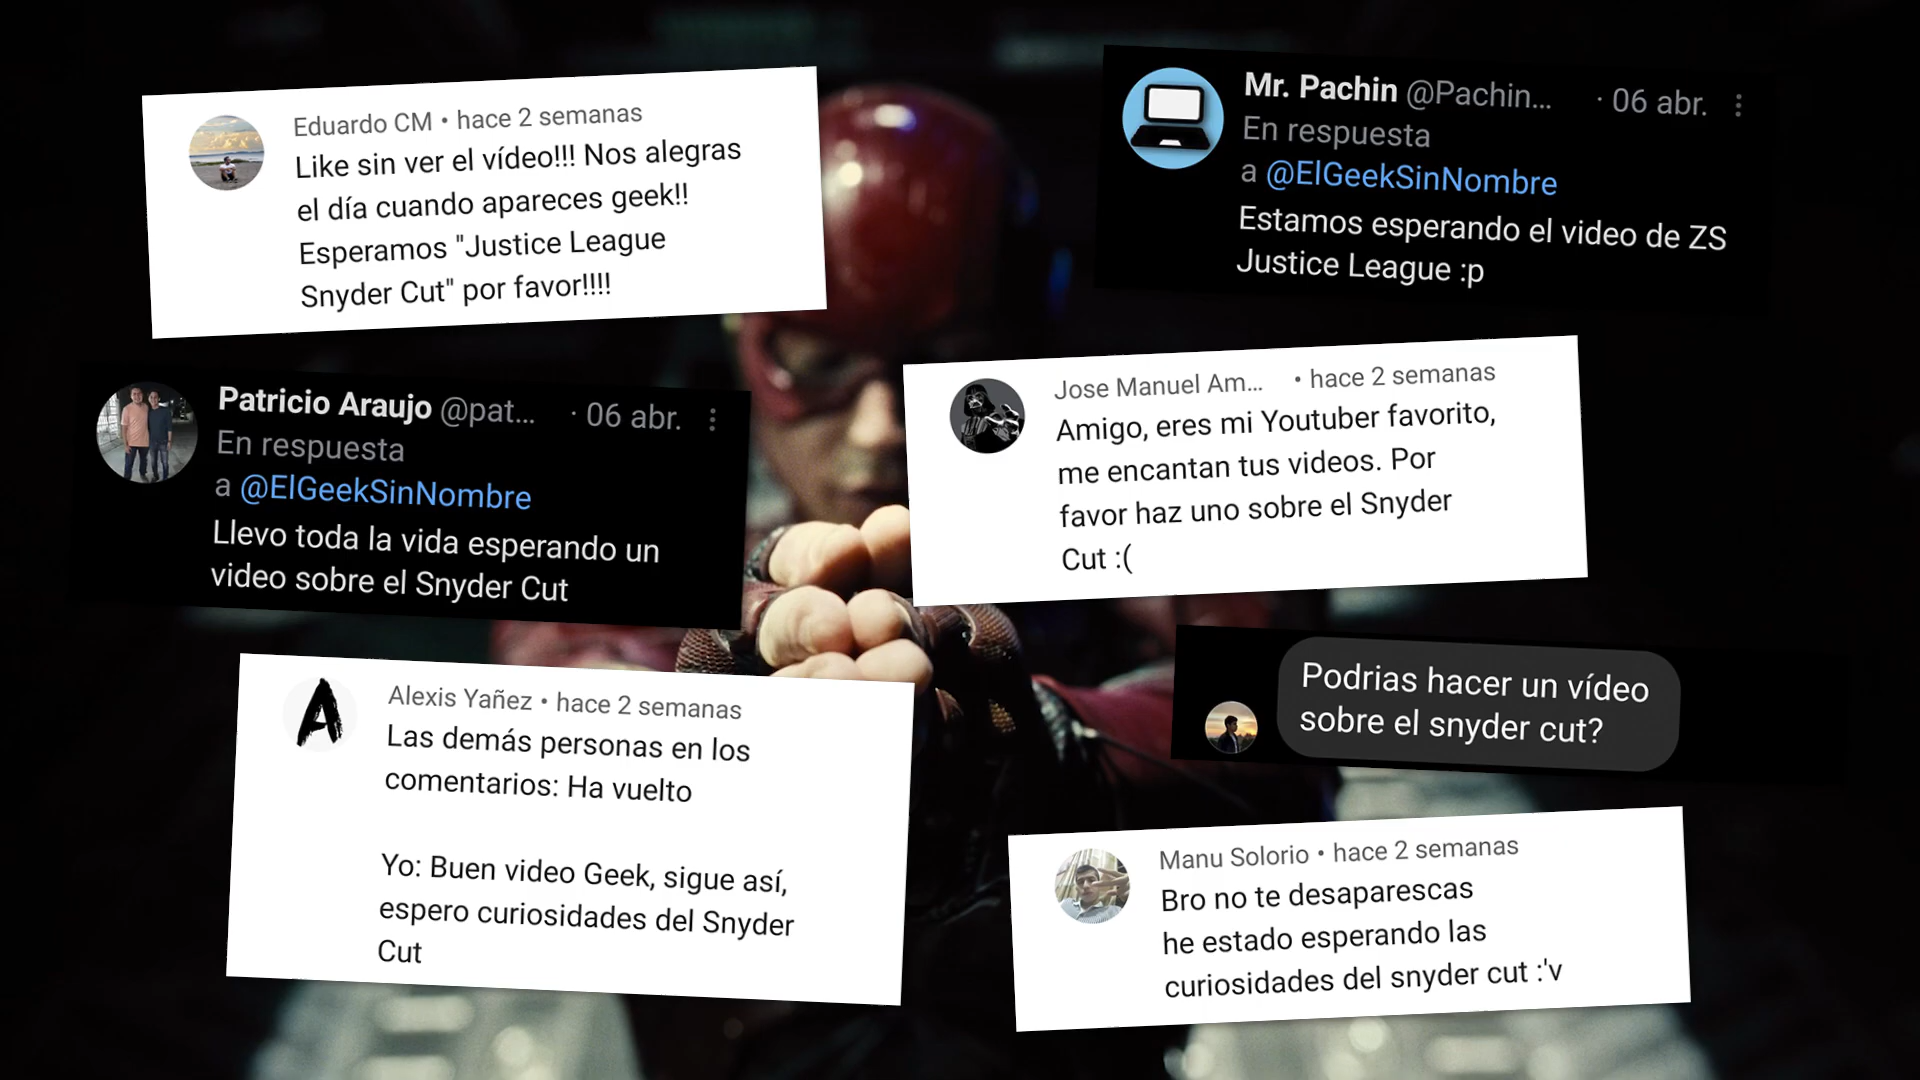 Eduardo CM • hace 2 semanas
Like sin ver el vídeo!!! Nos alegras
el día cuando apareces geek!!
Esperamos "Justice League
Snyder Cut" por favor!!!!
Mr. Pachin @Pachin... · 06 abr.
En respuesta
a @ElGeekSinNombre
Estamos esperando el video de ZS
Justice League :p
Patricio Araujo @pat... · 06 abr.
En respuesta
a @ElGeekSinNombre
Llevo toda la vida esperando un
video sobre el Snyder Cut
Jose Manuel Am... • hace 2 semanas
Amigo, eres mi Youtuber favorito,
me encantan tus videos. Por
favor haz uno sobre el Snyder
Cut :(
Alexis Yañez • hace 2 semanas
Las demás personas en los
comentarios: Ha vuelto
Yo: Buen video Geek, sigue así,
espero curiosidades del Snyder
Cut
Podrias hacer un vídeo
sobre el snyder cut?
Manu Solorio • hace 2 semanas
Bro no te desaparescas
he estado esperando las
curiosidades del snyder cut :'v